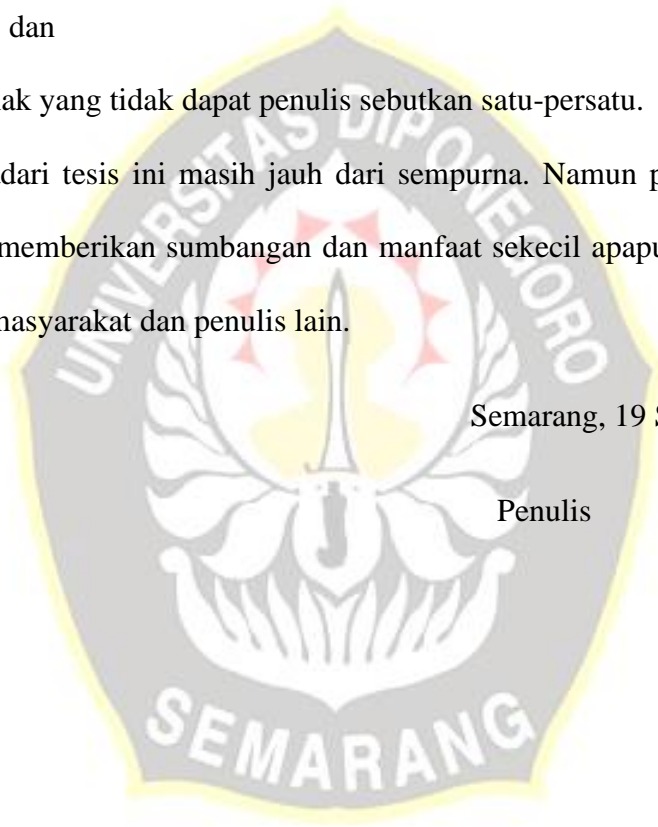 dan
ak yang tidak dapat penulis sebutkan satu-persatu.
dari tesis ini masih jauh dari sempurna. Namun p
memberikan sumbangan dan manfaat sekecil apapu
masyarakat dan penulis lain.
Semarang, 19 S
Penulis
UNIVERSITAS DIPONEGORO
SEMARANG